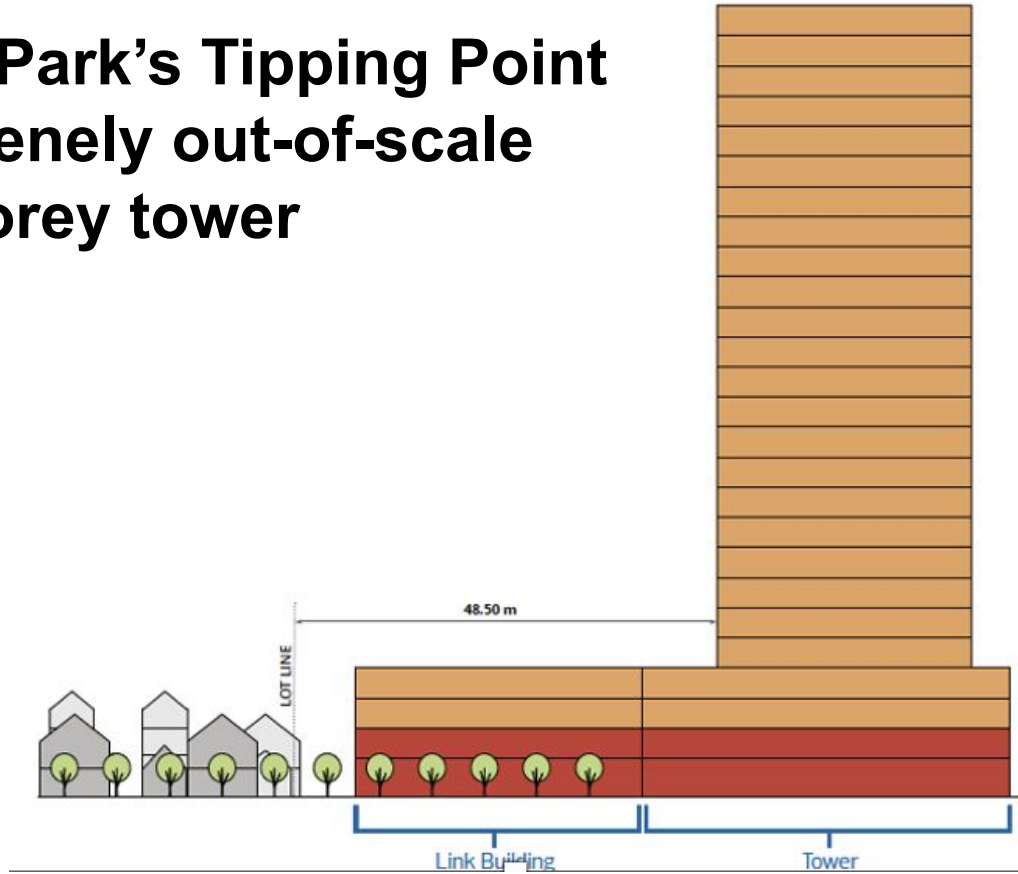 Park’s Tipping Point
enely out-of-scale
orey tower
48.50 m
LOT LINE
Link Building
Tower